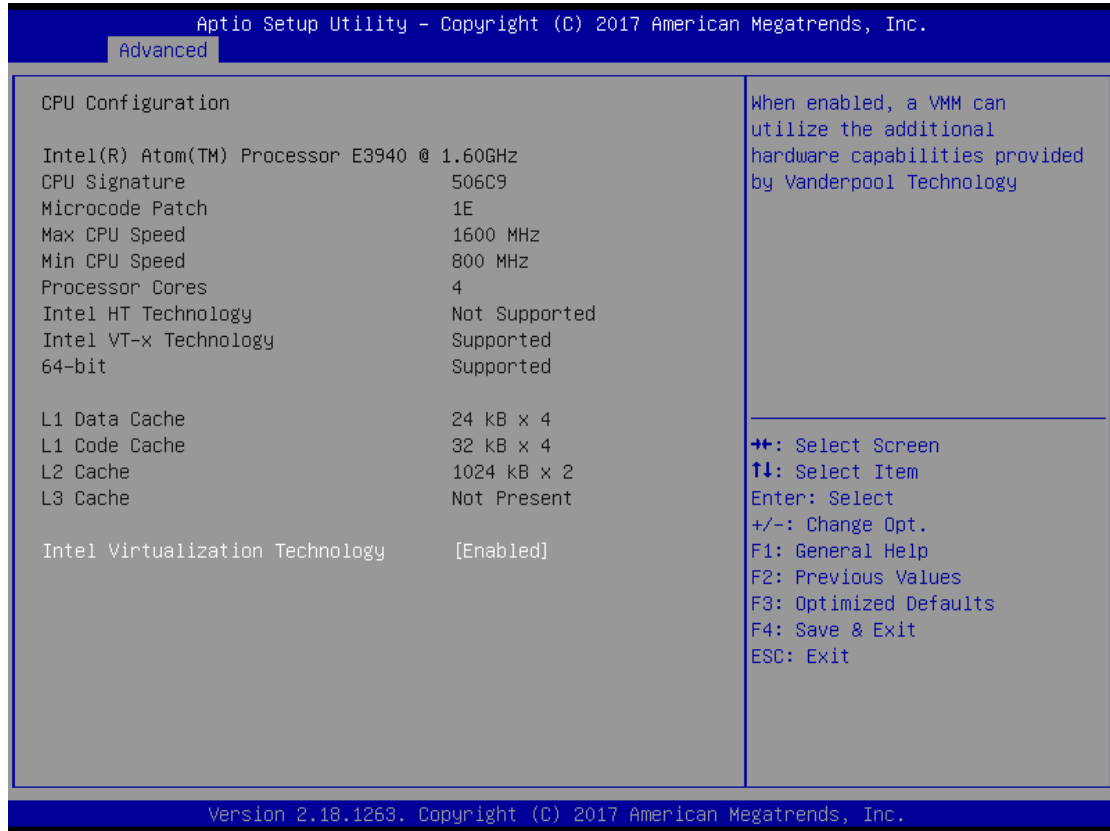 Aptio Setup Utility – Copyright (C) 2017 American Megatrends, Inc.
Advanced
CPU Configuration
Intel(R) Atom(TM) Processor E3940 @ 1.60GHz
CPU Signature 506C9
Microcode Patch 1E
Max CPU Speed 1600 MHz
Min CPU Speed 800 MHz
Processor Cores 4
Intel HT Technology Not Supported
Intel VT-x Technology Supported
64-bit Supported
L1 Data Cache 24 kB x 4
L1 Code Cache 32 kB x 4
L2 Cache 1024 kB x 2
L3 Cache Not Present
Intel Virtualization Technology [Enabled]
When enabled, a VMM can
utilize the additional
hardware capabilities provided
by Vanderpool Technology
→←: Select Screen
↑↓: Select Item
Enter: Select
+/-: Change Opt.
F1: General Help
F2: Previous Values
F3: Optimized Defaults
F4: Save & Exit
ESC: Exit
Version 2.18.1263. Copyright (C) 2017 American Megatrends, Inc.